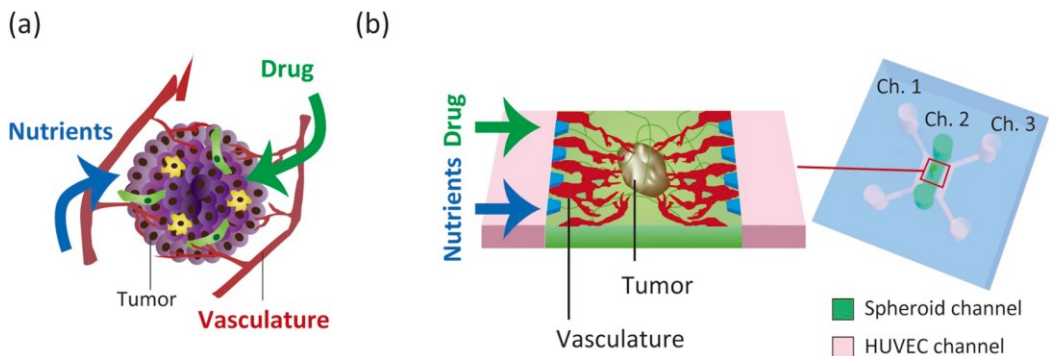 (a)
Drug
Nutrients
Tumor
Vasculature
(b)
Drug
Nutrients
Tumor
Vasculature
Ch. 1
Ch. 2
Ch. 3
Spheroid channel
HUVEC channel